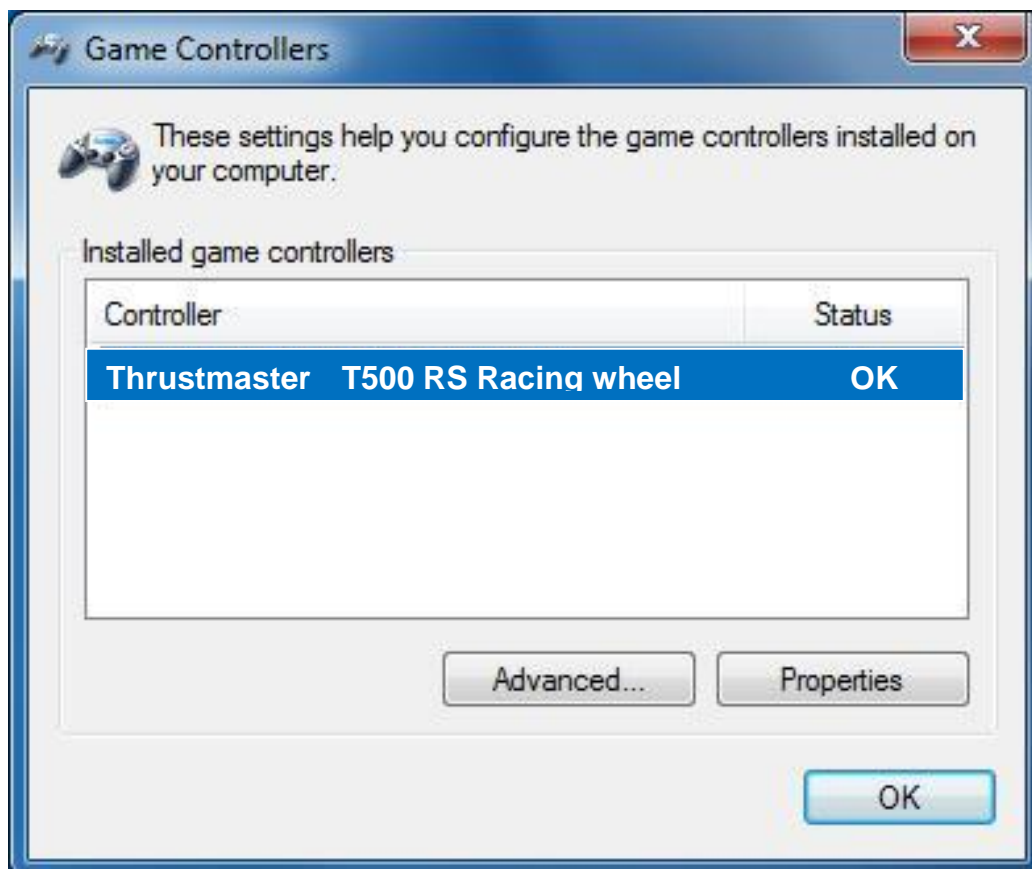 Game Controllers
These settings help you configure the game controllers installed on
your computer.
Installed game controllers
Controller Status
Thrustmaster T500 RS Racing wheel OK
Advanced... Properties
OK